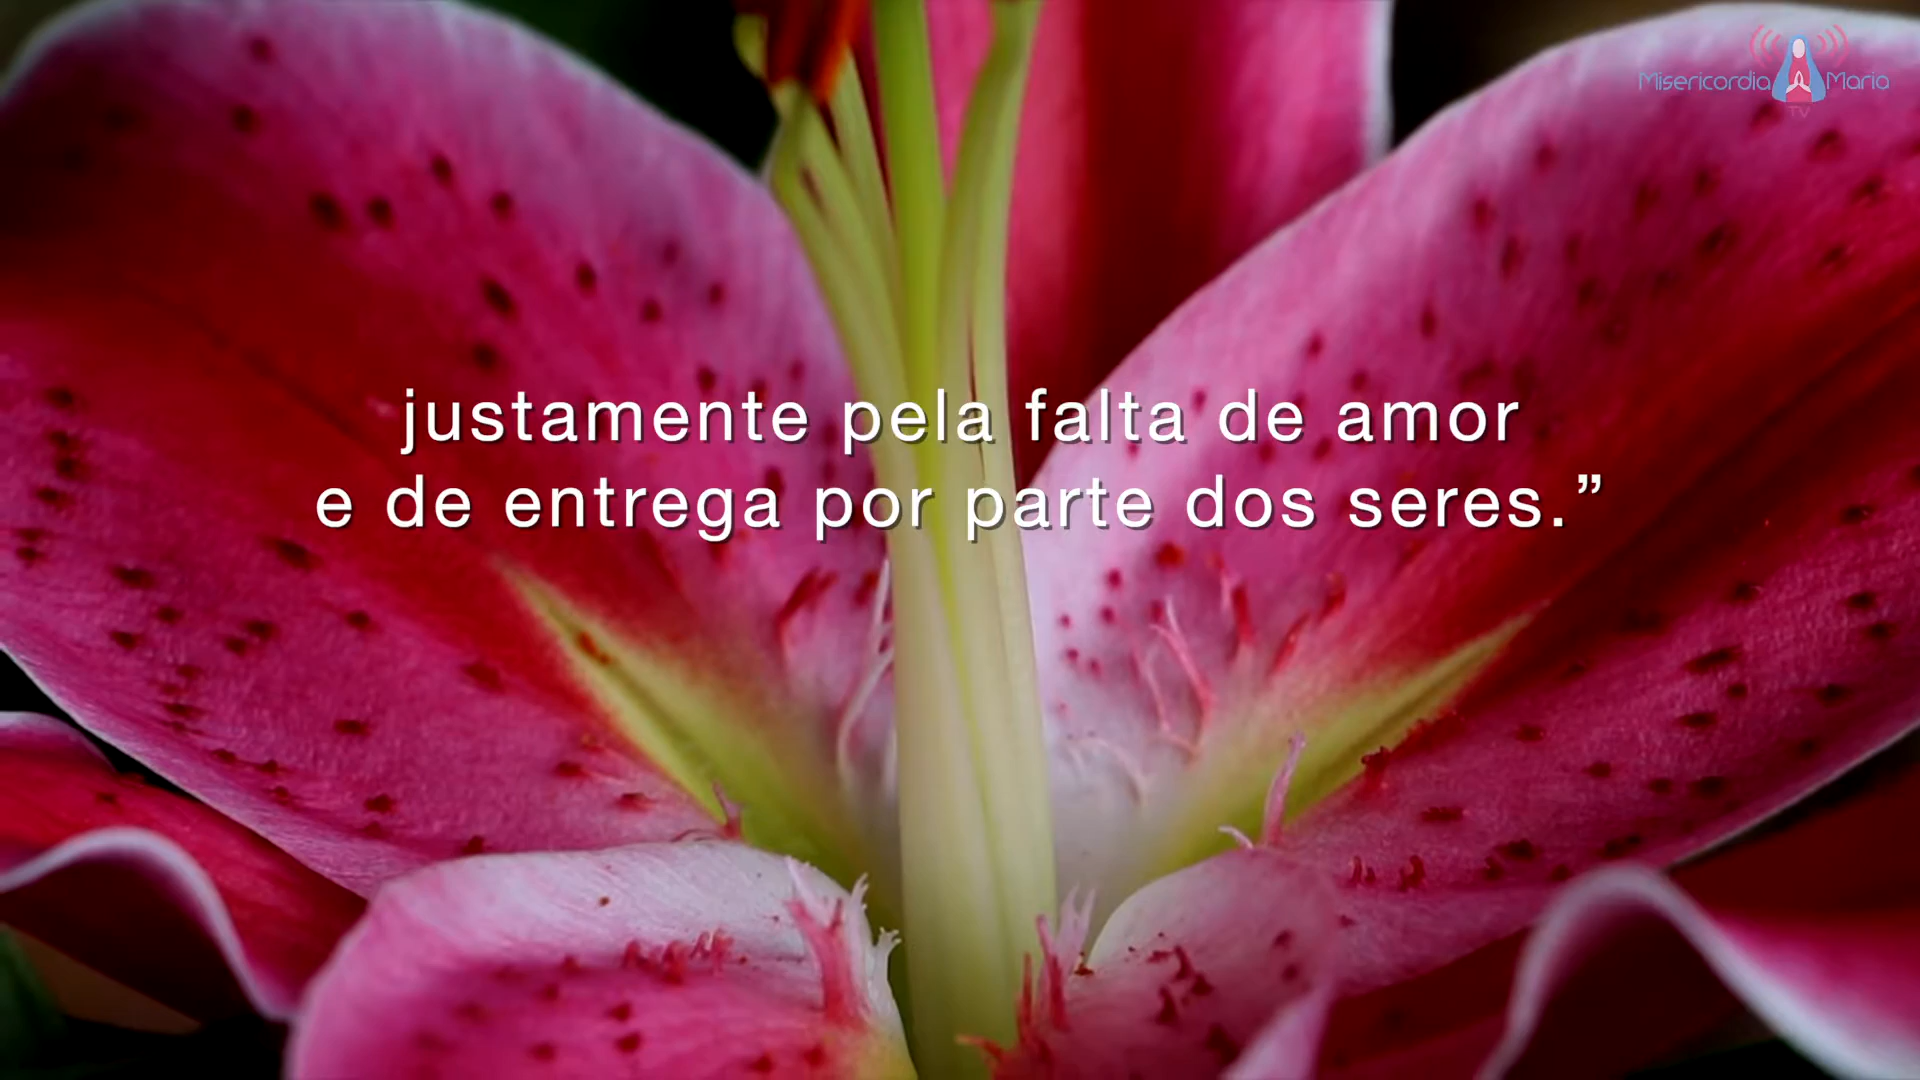 Misericordia Maria
TV
justamente pela falta de amor
e de entrega por parte dos seres.”